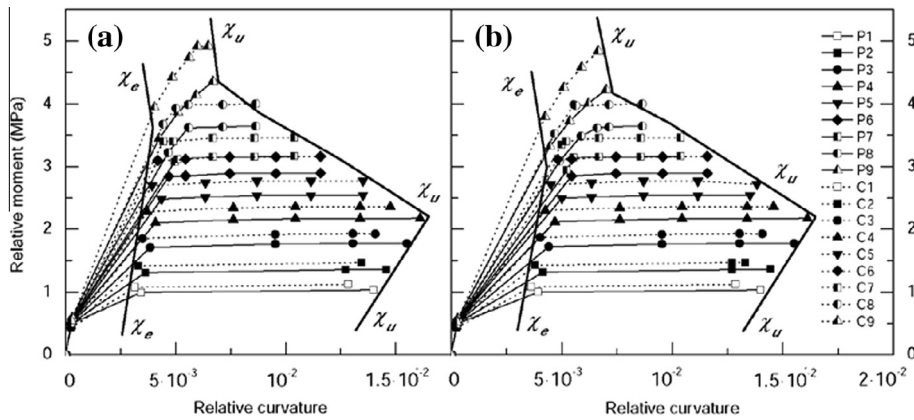 (a)
(b)
χu
χu
χe
χe
5
5
4
4
3
3
2
2
1
1
0
0
χu
χu
χe
χe
χu
χu
0
5·10-3
10-2
1.5·10-2
0
5·10-3
10-2
1.5·10-2
2·10-2
Relative moment (MPa)
Relative curvature
Relative curvature
P1
P2
P3
P4
P5
P6
P7
P8
P9
C1
C2
C3
C4
C5
C6
C7
C8
C9